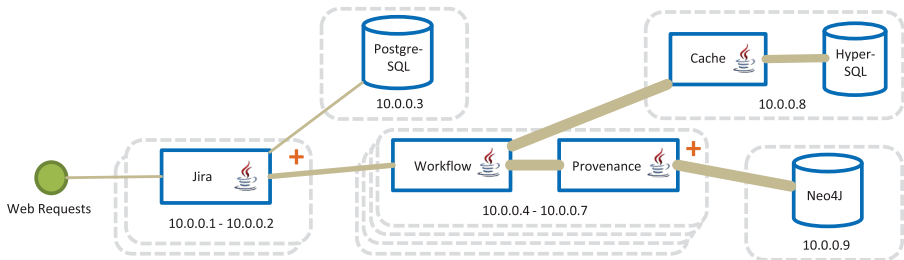 Postgre-
SQL
10.0.0.3
Cache
Hyper-
SQL
10.0.0.8
Web Requests
Jira
+
10.0.0.1 - 10.0.0.2
Workflow
Provenance
+
10.0.0.4 - 10.0.0.7
Neo4J
10.0.0.9